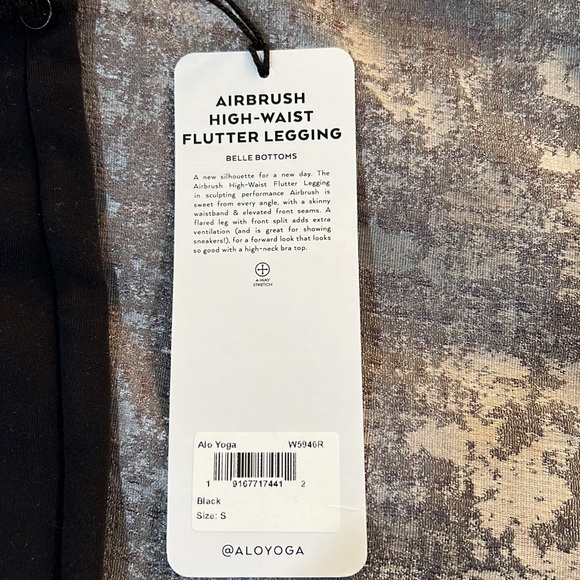 AIRBRUSH
HIGH-WAIST
FLUTTER LEGGING
BELLE BOTTOMS
A new silhouette for a new day. The
Airbrush High-Waist Flutter Legging
in sculpting performance Airbrush is
sweet from every angle, with a skinny
waistband & elevated front seams. A
flared leg with front split adds extra
ventilation (and is great for showing
sneakers!), for a forward look that looks
so good with a high-neck bra top.
4-WAY
STRETCH
Alo Yoga W5946R
1 9167717441 2
Black
Size: S
@ALOYOGA